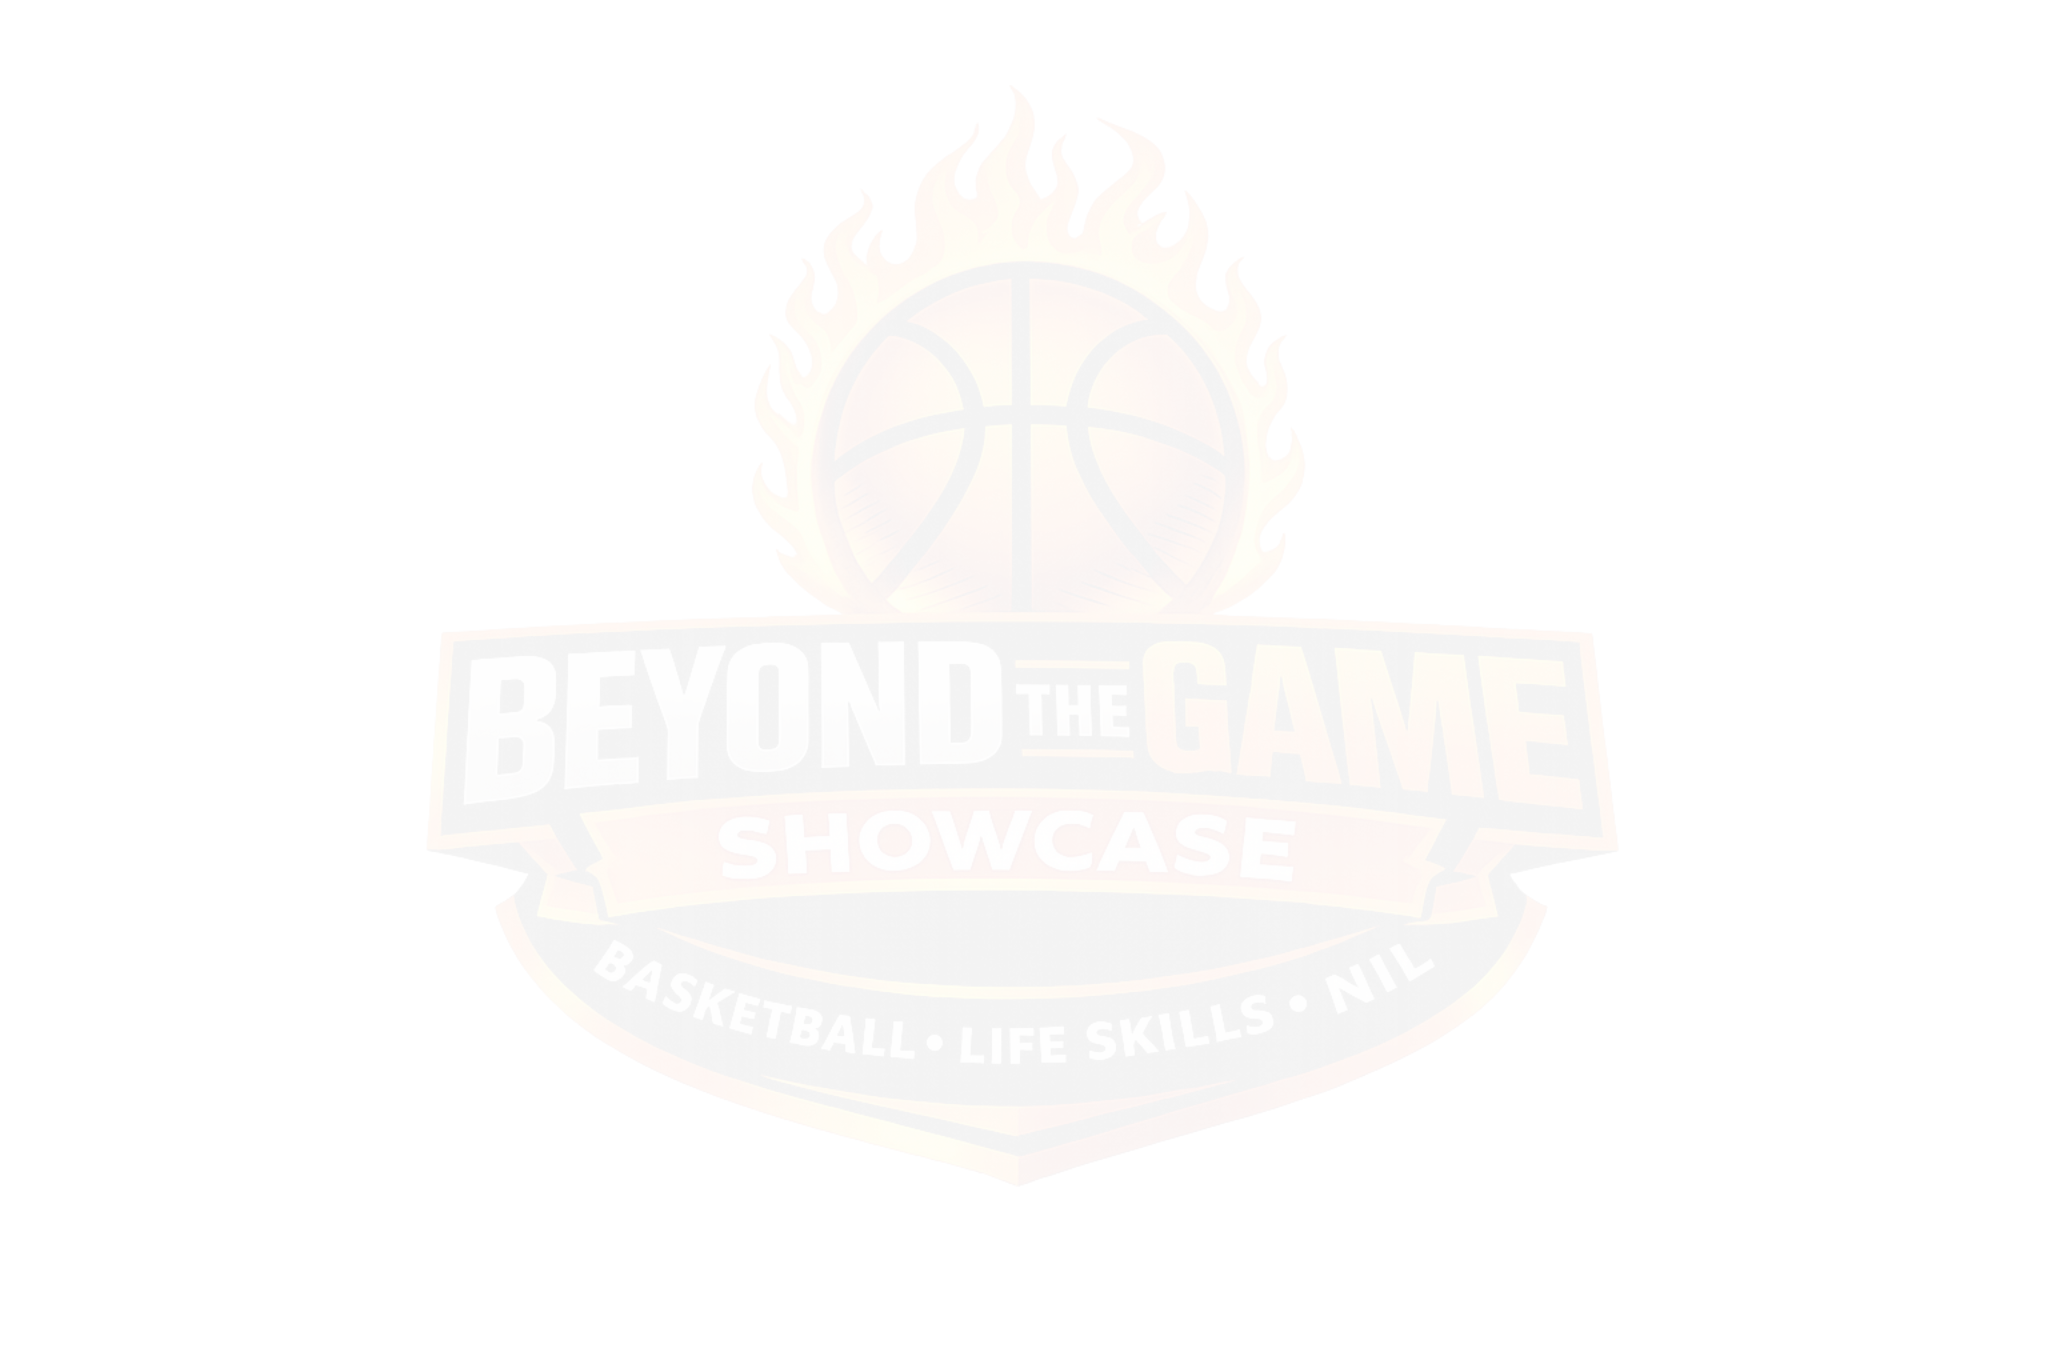 BEYOND THE GAME
SHOWCASE
BASKETBALL • LIFE SKILLS • NIL